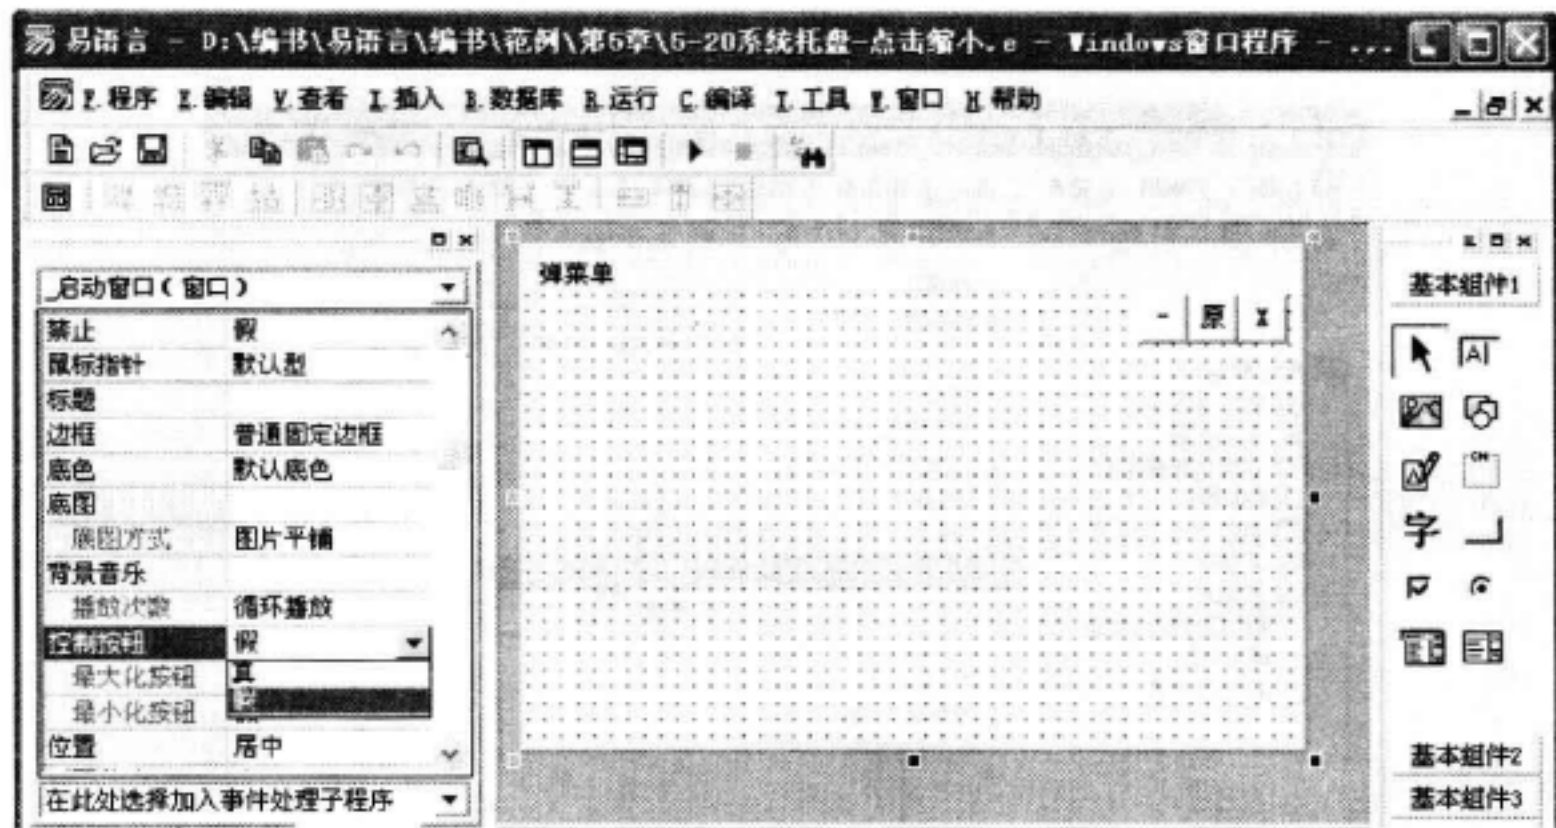 易语言 - D:\编书\易语言\编书\范例\第6章\6-20系统托盘-点击缩小.e - Windows窗口程序 - ...
F.程序 E.编辑 V.查看 I.插入 B.数据库 R.运行 C.编译 T.工具 W.窗口 H.帮助
_启动窗口(窗口)
禁止 假
鼠标指针 默认型
标题
边框 普通固定边框
底色 默认底色
底图
底图方式 图片平铺
背景音乐
播放次数 循环播放
控制按钮 假
最大化按钮 真
最小化按钮
位置 居中
在此处选择加入事件处理子程序
弹菜单
- 原 X
基本组件1
A
字
基本组件2
基本组件3